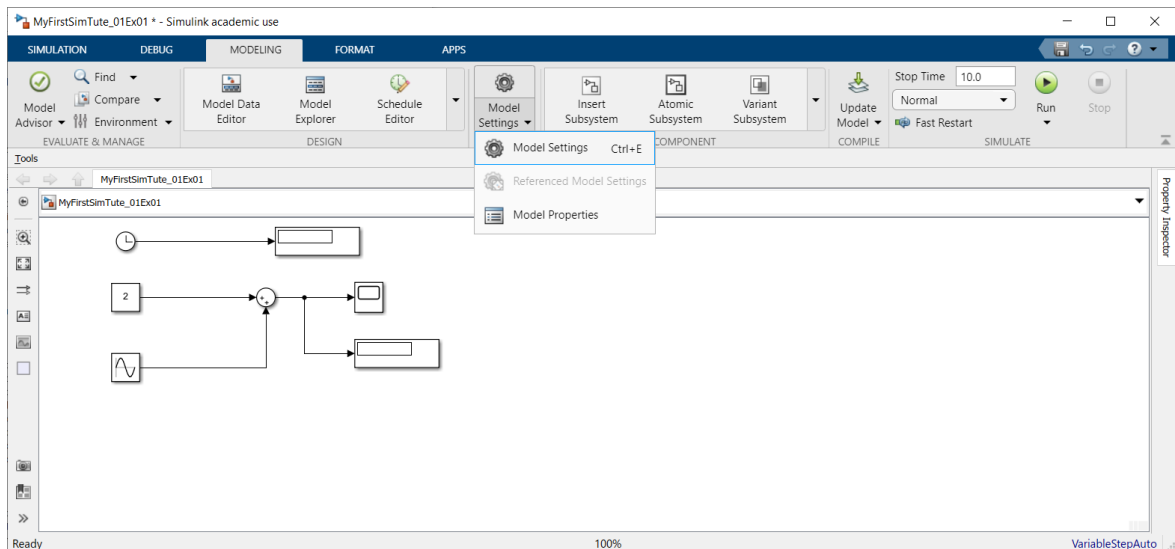 MyFirstSimTute_01Ex01 * - Simulink academic use
SIMULATION DEBUG MODELING FORMAT APPS
Model Advisor
Find
Compare
Environment
EVALUATE & MANAGE
Model Data Editor
Model Explorer
Schedule Editor
DESIGN
Model Settings
Insert Subsystem
Atomic Subsystem
Variant Subsystem
COMPONENT
Update Model
COMPILE
Stop Time 10.0
Normal
Fast Restart
Run
Stop
SIMULATE
Model Settings Ctrl+E
Referenced Model Settings
Model Properties
Tools
MyFirstSimTute_01Ex01
MyFirstSimTute_01Ex01
Property Inspector
2
Ready 100% VariableStepAuto